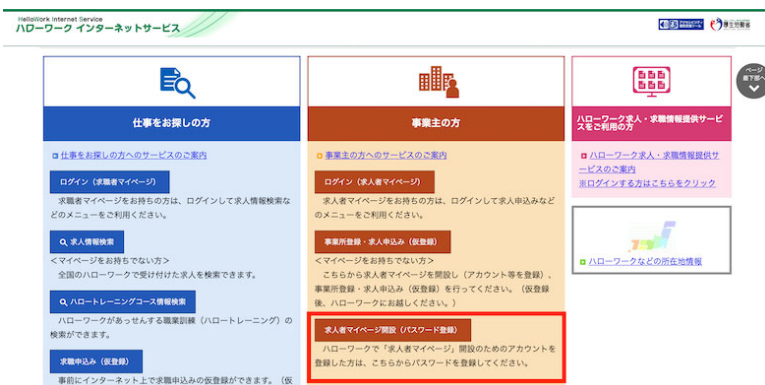 HelloWork Internet Service
ハローワーク インターネットサービス
厚生労働省
ページ
最下部へ
仕事をお探しの方
仕事をお探しの方へのサービスのご案内
ログイン（求職者マイページ）
求職者マイページをお持ちの方は、ログインして求人情報検索な
どのメニューをご利用ください。
求人情報検索
＜マイページをお持ちでない方＞
全国のハローワークで受け付けた求人を検索できます。
ハロートレーニングコース情報検索
ハローワークがあっせんする職業訓練（ハロートレーニング）の
検索ができます。
求職申込み（仮登録）
事前にインターネット上で求職申込みの仮登録ができます。（仮
事業主の方
事業主の方へのサービスのご案内
ログイン（求人者マイページ）
求人者マイページをお持ちの方は、ログインして求人申込みなど
のメニューをご利用ください。
事業所登録・求人申込み（仮登録）
＜マイページをお持ちでない方＞
こちらから求人者マイページを開設し（アカウント等を登録）、
事業所登録・求人申込み（仮登録）を行ってください。（仮登録
後、ハローワークにお越しください。）
求人者マイページ開設（パスワード登録）
ハローワークで「求人者マイページ」開設のためのアカウントを
登録した方は、こちらからパスワードを登録してください。
ハローワーク求人・求職情報提供サービ
スをご利用の方
ハローワーク求人・求職情報提供サ
ービスのご案内
※ログインする方はこちらをクリック
ハローワークなどの所在地情報